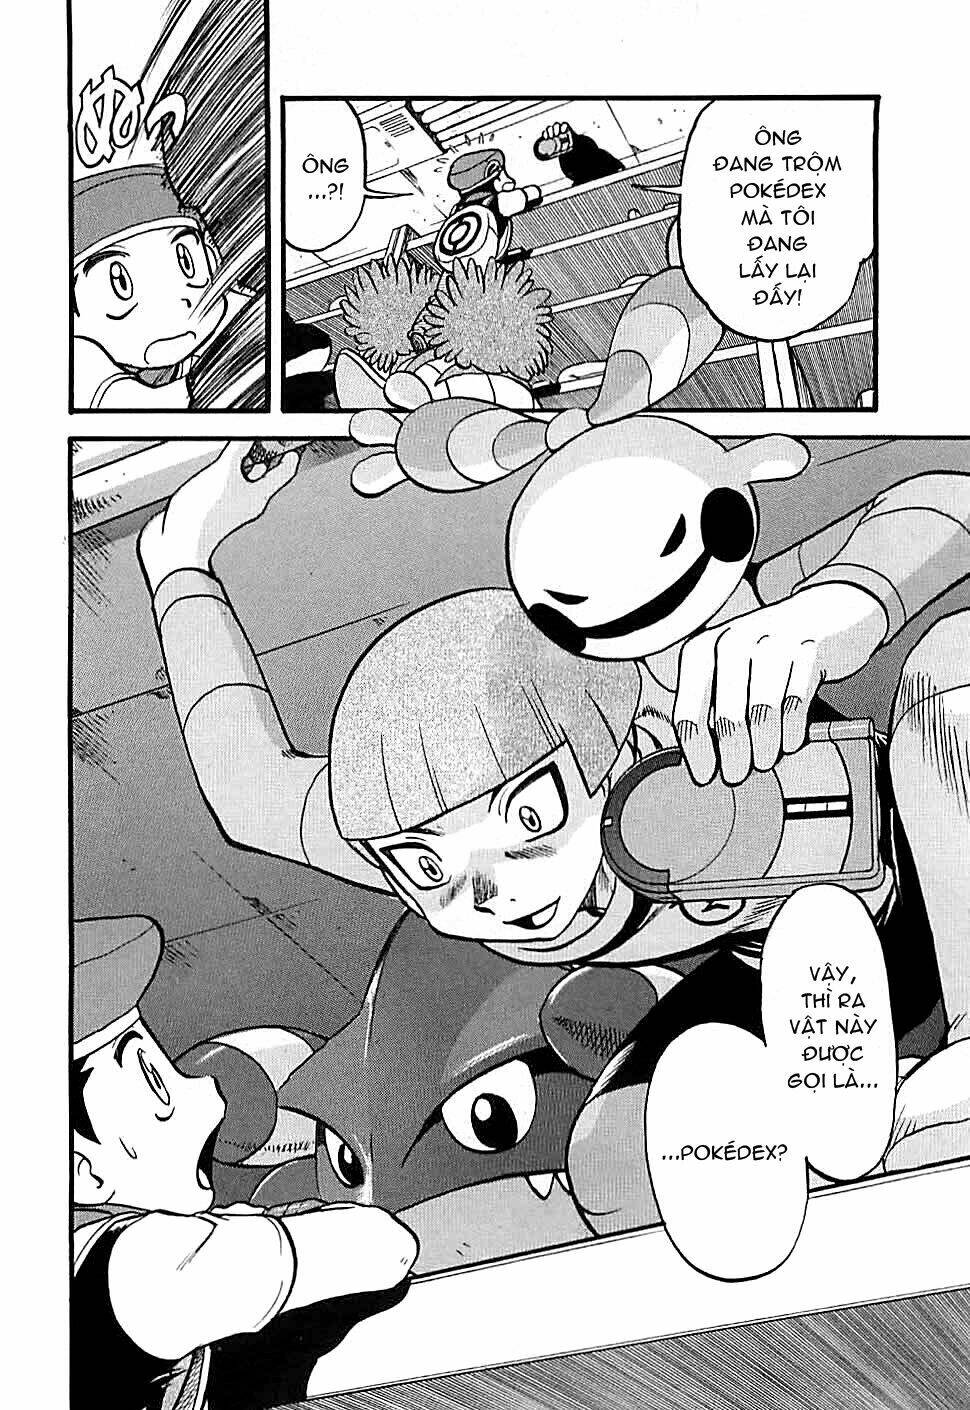 ぬっ
ÔNG
...?!
ÔNG
ĐANG TRỘM
POKÉDEX
MÀ TÔI
ĐANG
LẤY LẠI
ĐẤY!
VẬY,
THÌ RA
VẬT NÀY
ĐƯỢC
GỌI LÀ...
...POKÉDEX?